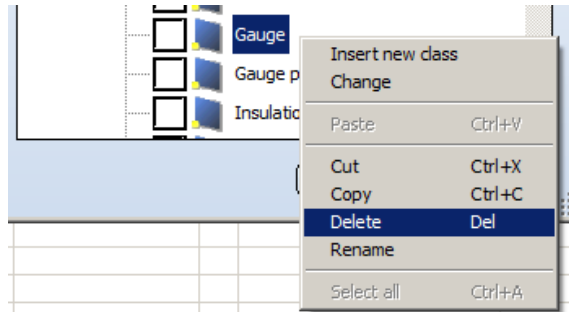 Gauge
Gauge p
Insulatio
Insert new class
Change
Paste Ctrl+V
Cut Ctrl+X
Copy Ctrl+C
Delete Del
Rename
Select all Ctrl+A